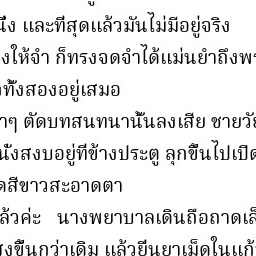 นึ่ง และที่สุดแล้วมันไม่มีอยู่จริง
งให้จำ ก็ทรงจดจำได้แม่นยำถึงพร
ทั้งสองอยู่เสมอ
าๆ ตัดบทสนทนานั้นลงเสีย ชายวัย
นั่งสงบอยู่ที่ข้างประตู ลุกขึ้นไปเปิด
ดสีขาวสะอาดตา
ล้วค่ะ นางพยาบาลเดินถือถาดเล็
สูงขึ้นกว่าเดิม แล้วยื่นยาเม็ดในแก้